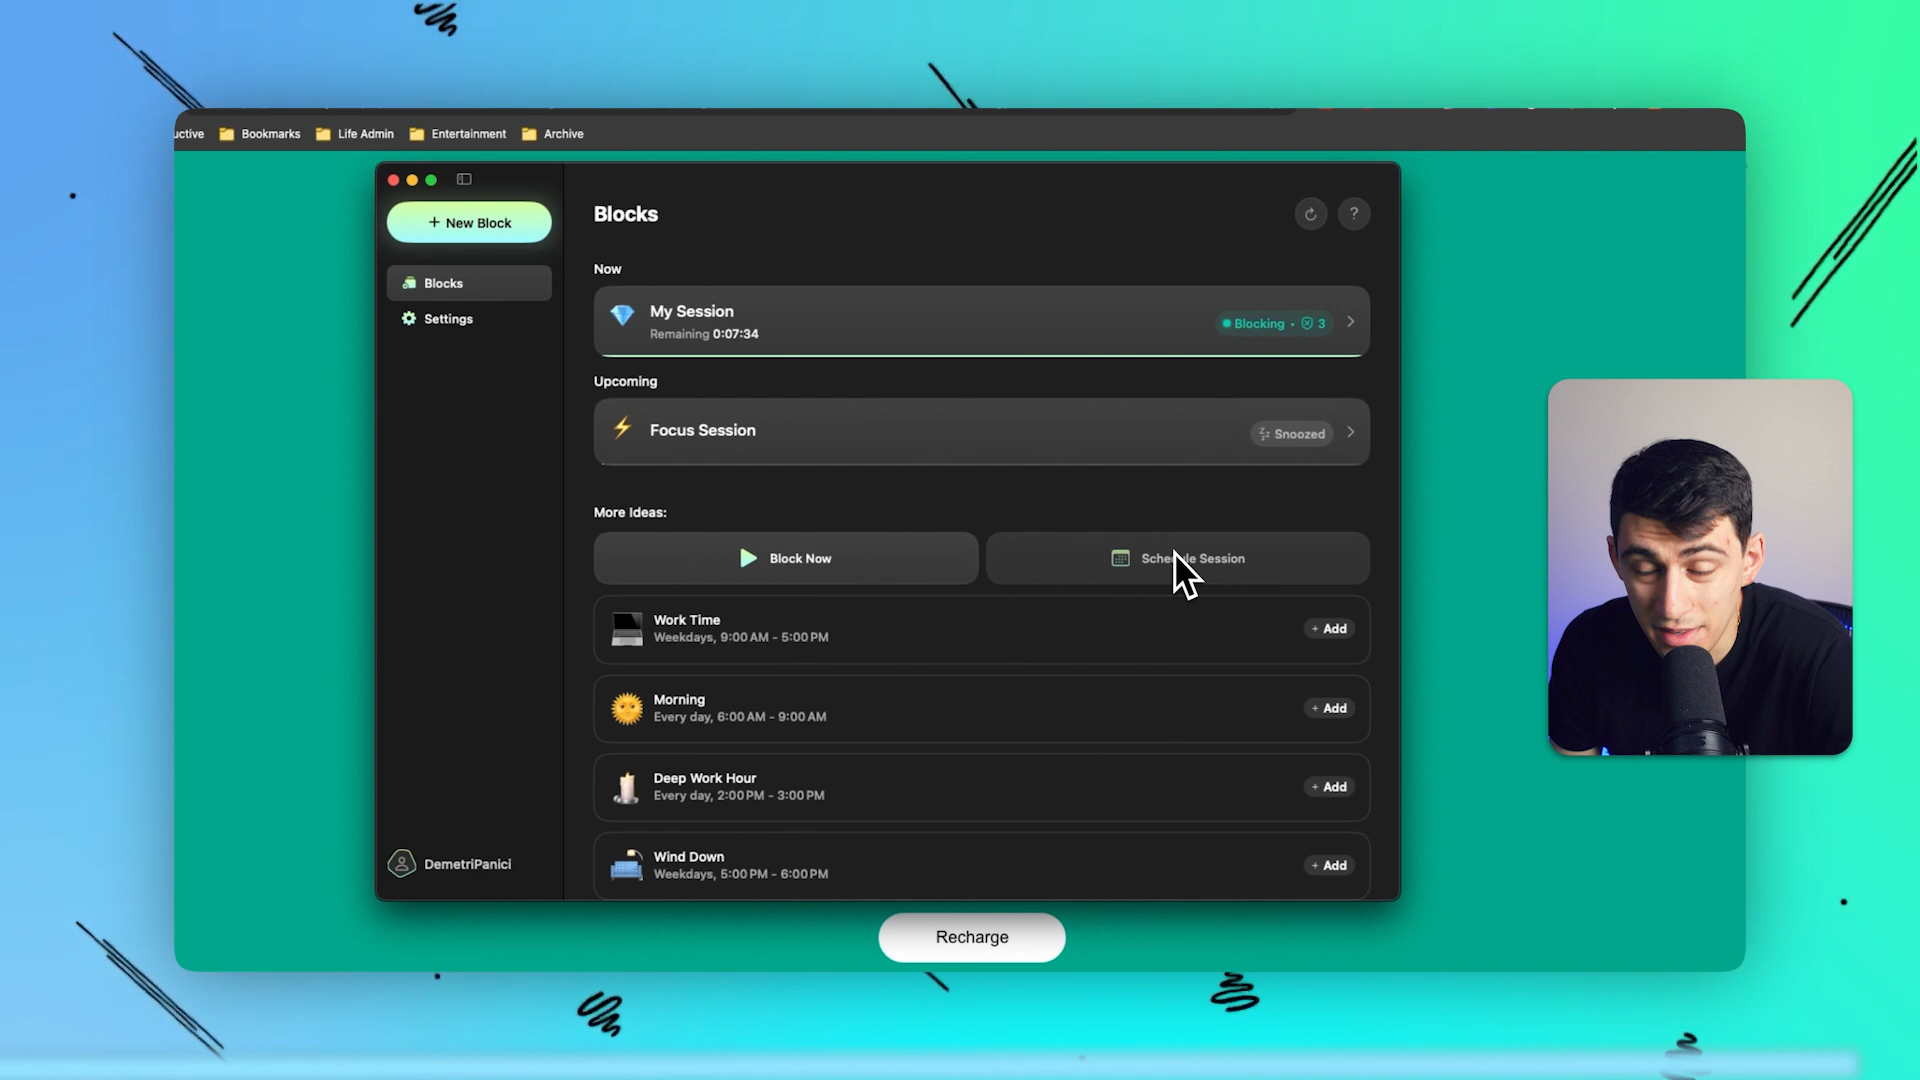 Bookmarks
Life Admin
Entertainment
Archive
+ New Block
Blocks
Settings
DemetriPanici
Blocks
?
Now
My Session
Remaining 0:07:34
Blocking • 3
Upcoming
Focus Session
Snoozed
More Ideas:
Block Now
Schedule Session
Work Time
Weekdays, 9:00 AM - 5:00 PM
+ Add
Morning
Every day, 6:00 AM - 9:00 AM
+ Add
Deep Work Hour
Every day, 2:00 PM - 3:00 PM
+ Add
Wind Down
Weekdays, 5:00 PM - 6:00 PM
+ Add
Recharge